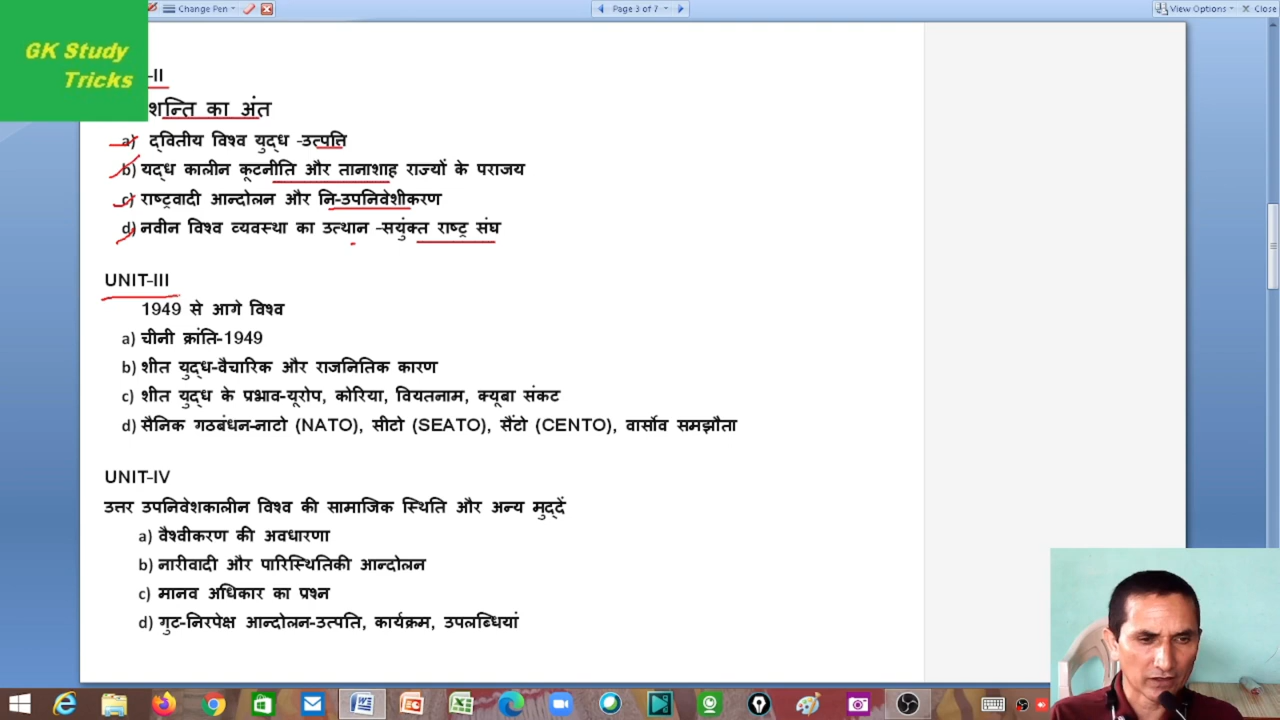 Change Pen
Page 3 of 7
View Options
Close
GK Study
Tricks
-II
शन्ति का अंत
a) द्वितीय विश्व युद्ध -उत्पत्ति
b) यद्ध कालीन कूटनीति और तानाशाह राज्यों के पराजय
c) राष्ट्रवादी आन्दोलन और नि-उपनिवेशीकरण
d) नवीन विश्व व्यवस्था का उत्थान -सयुंक्त राष्ट्र संघ
UNIT-III
1949 से आगे विश्व
a) चीनी क्रांति-1949
b) शीत युद्ध-वैचारिक और राजनितिक कारण
c) शीत युद्ध के प्रभाव-यूरोप, कोरिया, वियतनाम, क्यूबा संकट
d) सैनिक गठबंधन-नाटो (NATO), सीटो (SEATO), सैंटो (CENTO), वार्सोव समझौता
UNIT-IV
उत्तर उपनिवेशकालीन विश्व की सामाजिक स्थिति और अन्य मुद्दें
a) वैश्वीकरण की अवधारणा
b) नारीवादी और पारिस्थितिकी आन्दोलन
c) मानव अधिकार का प्रश्न
d) गुट-निरपेक्ष आन्दोलन-उत्पति, कार्यक्रम, उपलब्धियां